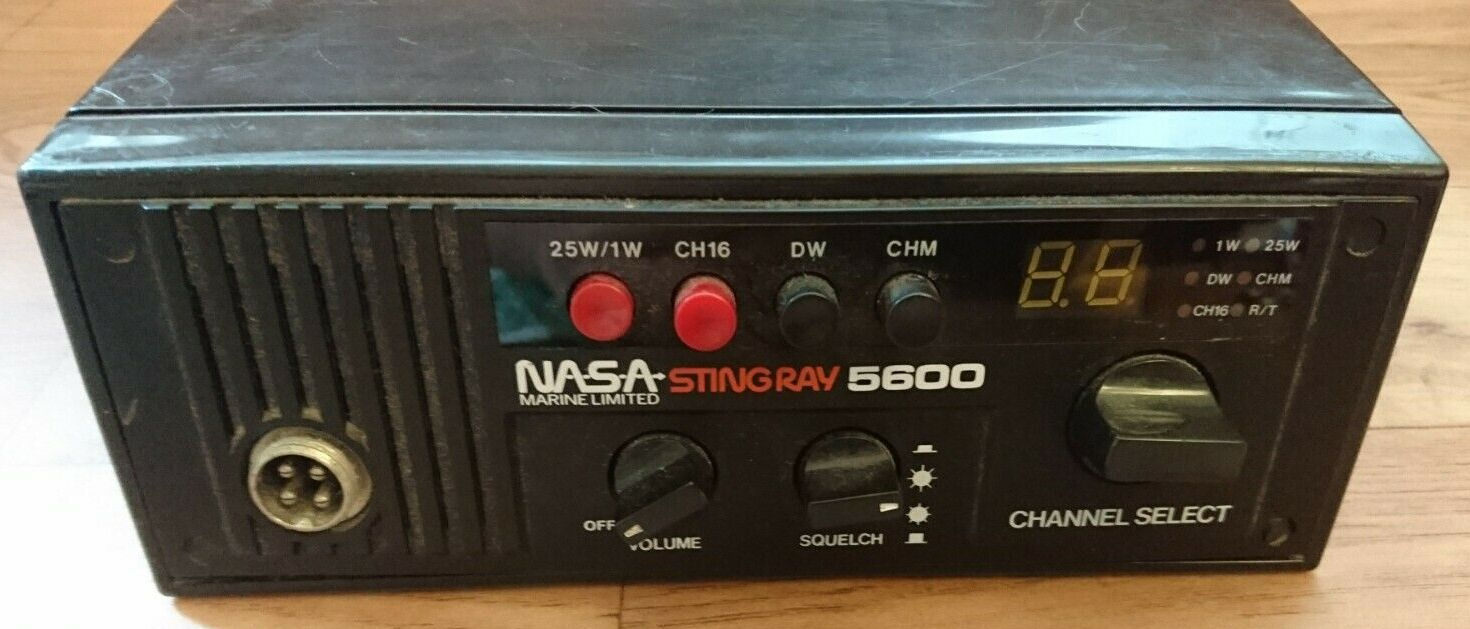 25W/1W CH16 DW CHM
8.8
1W 25W
DW CHM
CH16 R/T
NASA STINGRAY 5600
MARINE LIMITED
OFF
VOLUME SQUELCH
CHANNEL SELECT